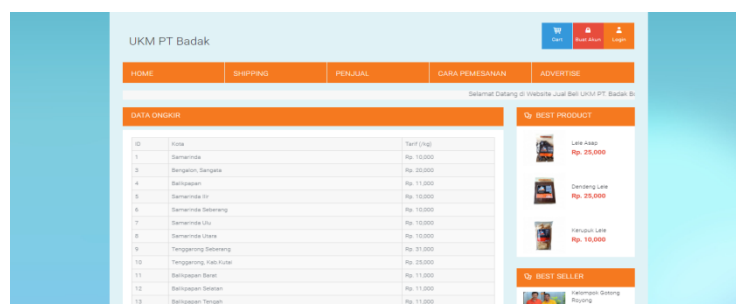 UKM PT Badak
Cart
Buat Akun
Login
HOME SHIPPING PENJUAL CARA PEMESANAN ADVERTISE
Selamat Datang di Website Jual Beli UKM PT. Badak
DATA ONGKIR
ID Kota Tarif (/kg)
1 Samarinda Rp. 10,000
3 Bengalon, Sangata Rp. 20,000
4 Balikpapan Rp. 11,000
5 Samarinda Ilir Rp. 10,000
6 Samarinda Seberang Rp. 10,000
7 Samarinda Ulu Rp. 10,000
8 Samarinda Utara Rp. 10,000
9 Tenggarong Seberang Rp. 31,000
10 Tenggarong, Kab.Kutai Rp. 23,000
11 Balikpapan Barat Rp. 11,000
12 Balikpapan Selatan Rp. 11,000
13 Balikpapan Tengah Rp. 11,000
BEST PRODUCT
Lele Asap
Rp. 25,000
Dendeng Lele
Rp. 25,000
Kerupuk Lele
Rp. 10,000
BEST SELLER
Kelompok Gotong
Royong